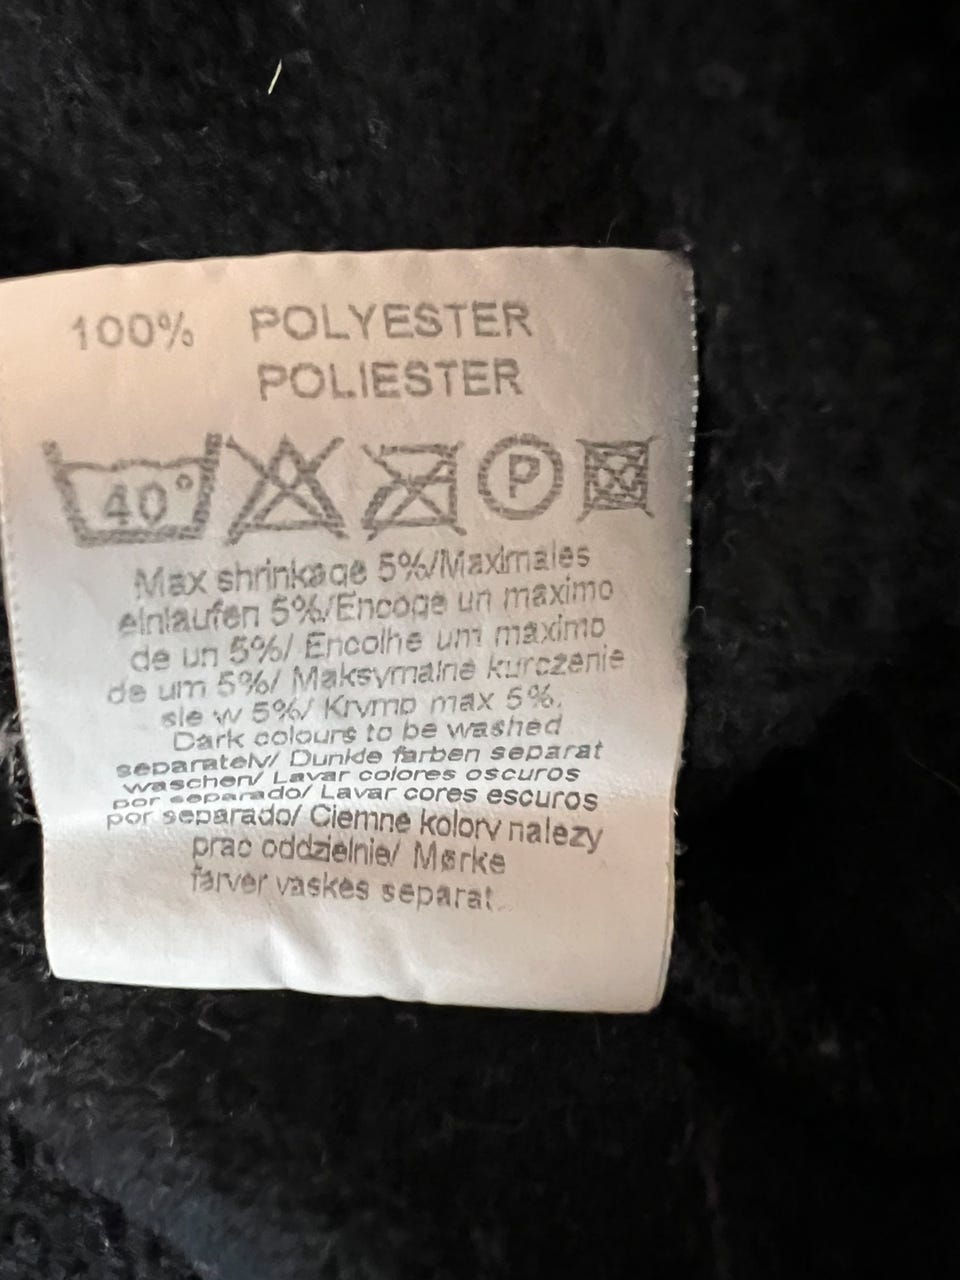 100% POLYESTER
POLIESTER
40°
P
Max shrinkage 5%/Maximales
einlaufen 5%/Encoge un maximo
de un 5%/ Encolhe um maximo
de um 5%/ Maksymalne kurczenie
sie w 5%/ Krymp max 5%.
Dark colours to be washed
separately/ Dunkle farben separat
waschen/ Lavar colores oscuros
por separado/ Lavar cores escuros
por separado/ Ciemne kolory nalezy
prac oddzielnie/ Mørke
farver vaskes separat.